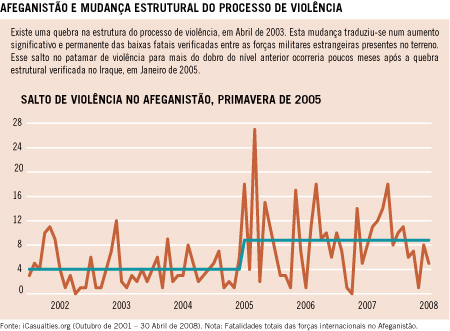 AFEGANISTÃO E MUDANÇA ESTRUTURAL DO PROCESSO DE VIOLÊNCIA
Existe uma quebra na estrutura do processo de violência, em Abril de 2003. Esta mudança traduziu-se num aumento
significativo e permanente das baixas fatais verificadas entre as forças militares estrangeiras presentes no terreno.
Esse salto no patamar de violência para mais do dobro do nível anterior ocorreria poucos meses após a quebra
estrutural verificada no Iraque, em Janeiro de 2005.
SALTO DE VIOLÊNCIA NO AFEGANISTÃO, PRIMAVERA DE 2005
28
24
20
16
12
8
4
0
2002 2003 2004 2005 2006 2007 2008
Fonte: iCasualties.org (Outubro de 2001 – 30 Abril de 2008). Nota: Fatalidades totais das forças internacionais no Afeganistão.